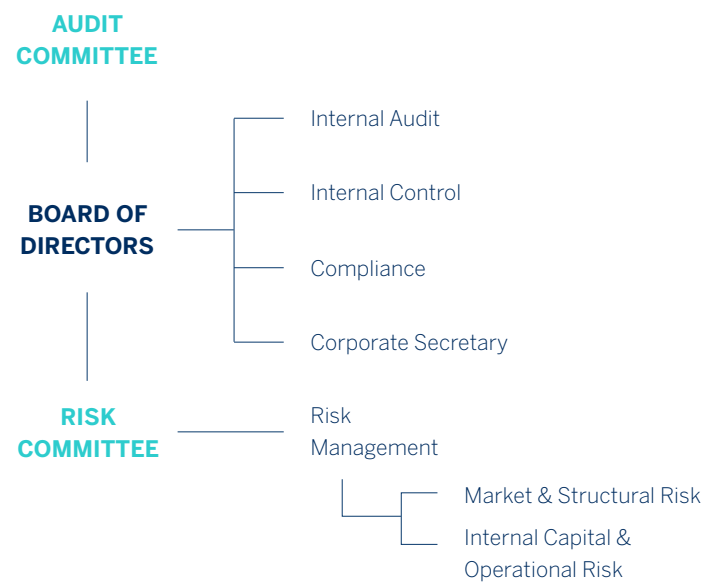 AUDIT
COMMITTEE
Internal Audit
Internal Control
BOARD OF
DIRECTORS
Compliance
Corporate Secretary
RISK
COMMITTEE
Risk
Management
Market & Structural Risk
Internal Capital &
Operational Risk